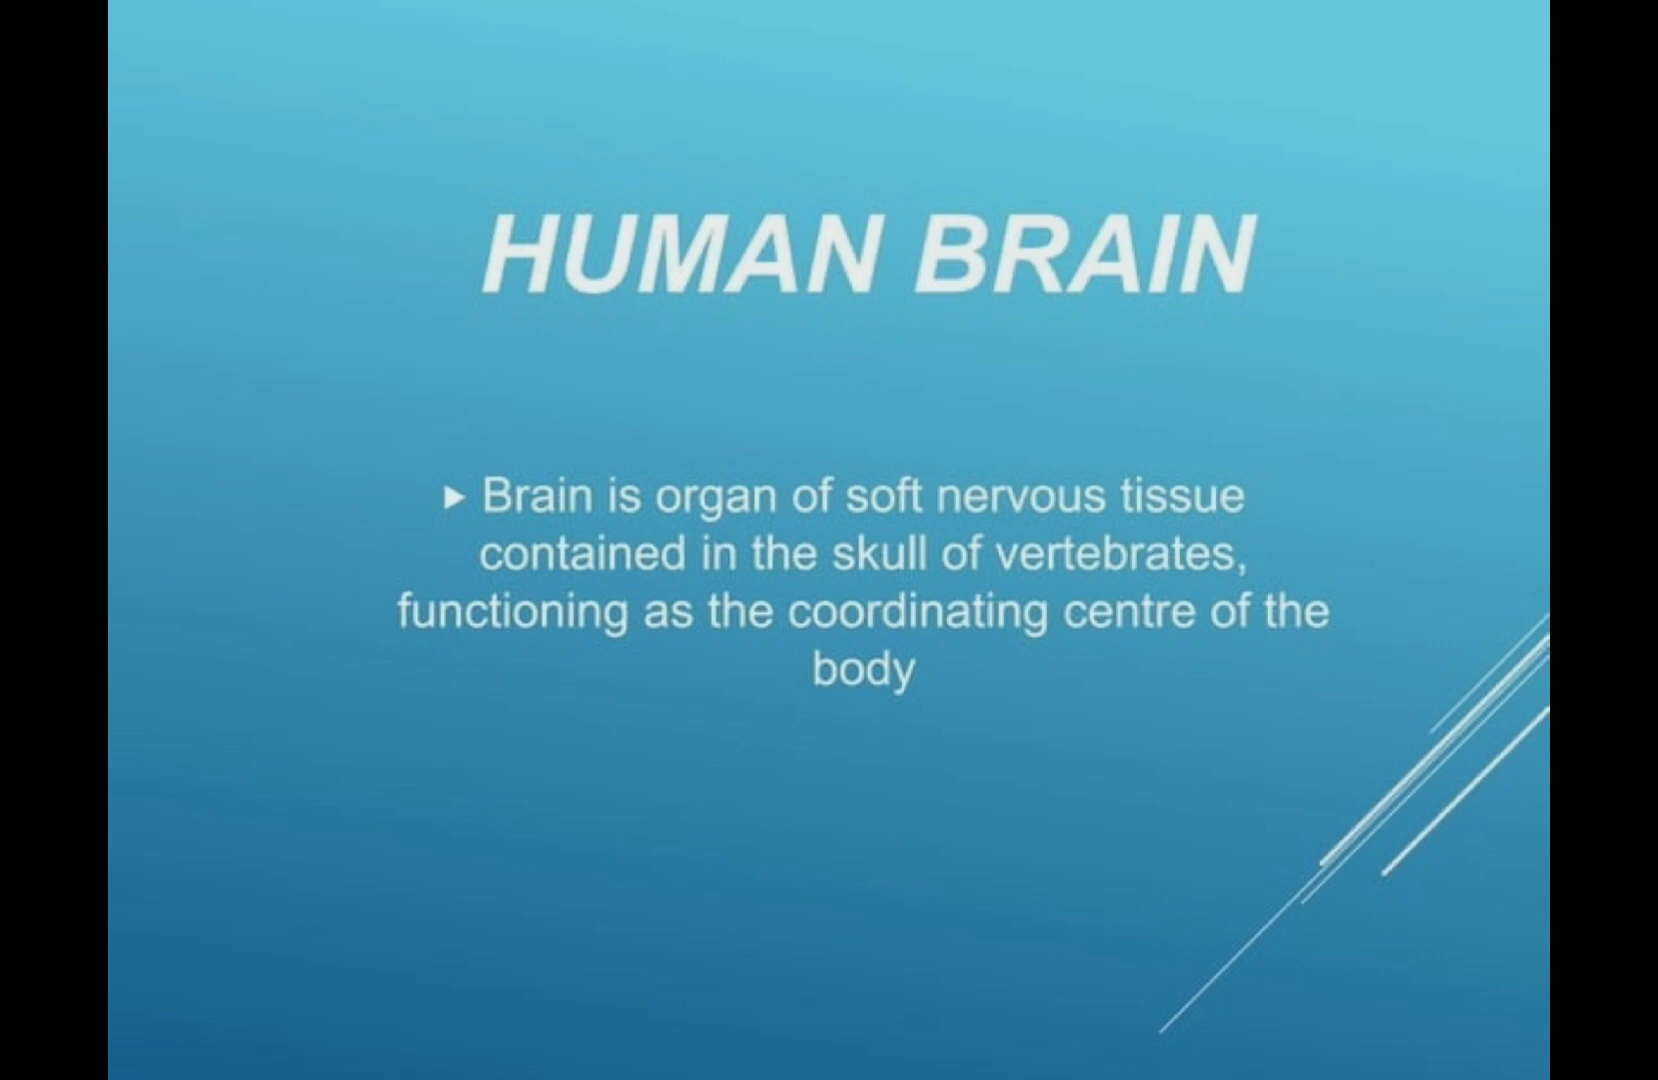 HUMAN BRAIN
Brain is organ of soft nervous tissue
contained in the skull of vertebrates,
functioning as the coordinating centre of the
body